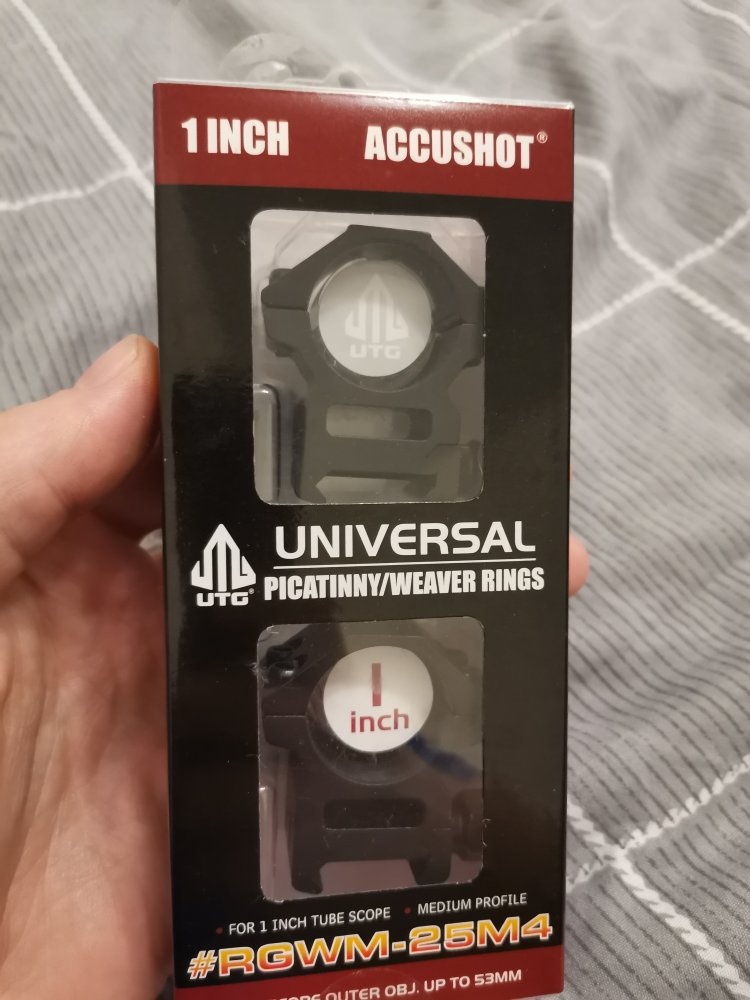 1 INCH ACCUSHOT®
UTG
UTG®
UNIVERSAL
PICATINNY/WEAVER RINGS
1
inch
• FOR 1 INCH TUBE SCOPE • MEDIUM PROFILE
#RGWM-25M4
OUTER OBJ. UP TO 53MM